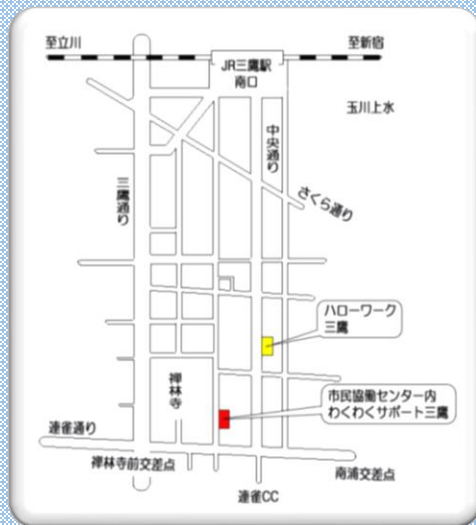 至立川
至新宿
JR三鷹駅
南口
玉川上水
中央通り
三鷹通り
さくら通り
ハローワーク
三鷹
禅林寺
市民協働センター内
わくわくサポート三鷹
連雀通り
禅林寺前交差点
南浦交差点
連雀CC